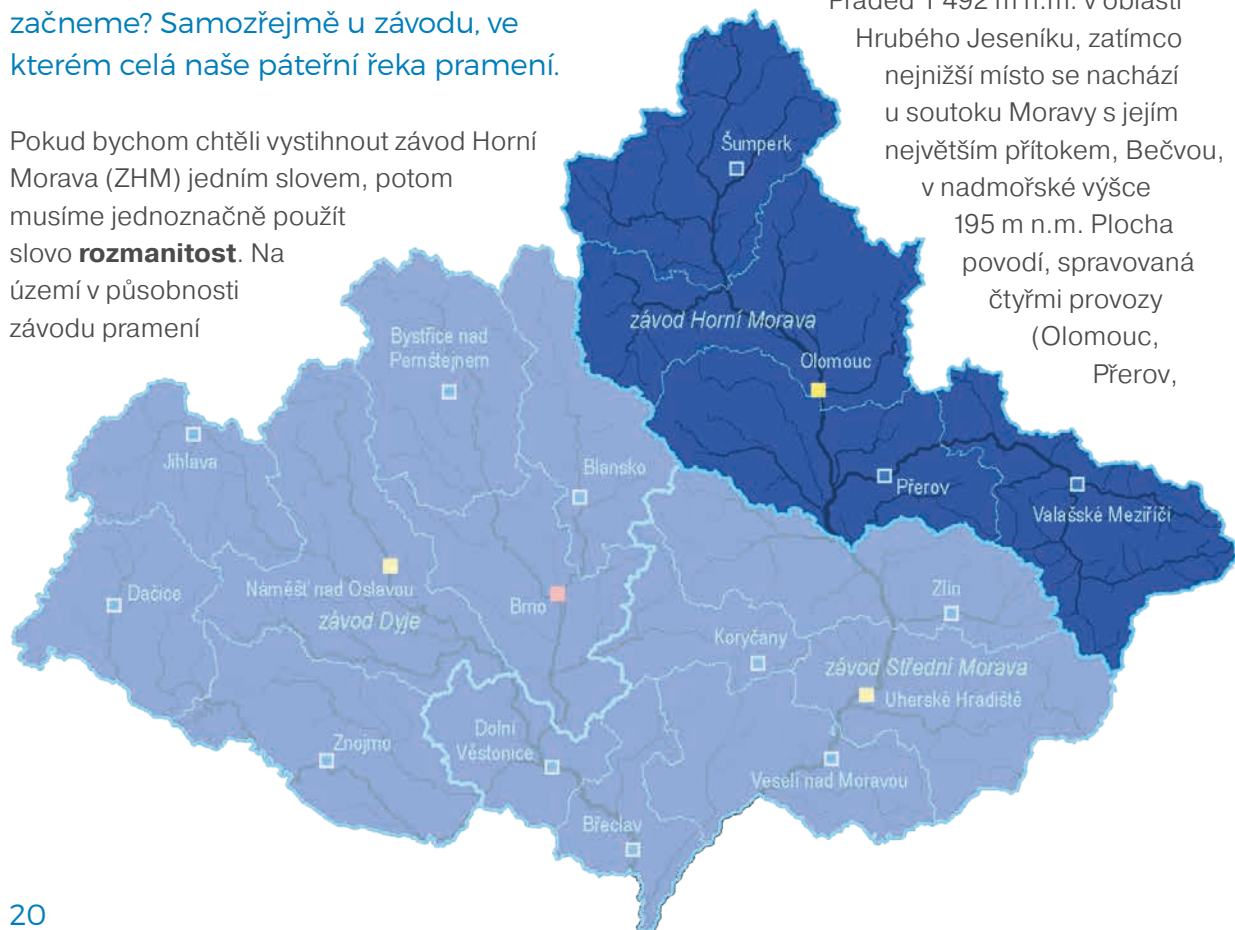 začneme? Samozřejmě u závodu, ve
kterém celá naše páteřní řeka pramení.
Pokud bychom chtěli vystihnout závod Horní
Morava (ZHM) jedním slovem, potom
musíme jednoznačně použít
slovo rozmanitost. Na
území v působnosti
závodu pramení
Praděd 1 492 m n.m. v oblasti
Hrubého Jeseníku, zatímco
nejnižší místo se nachází
u soutoku Moravy s jejím
největším přítokem, Bečvou,
v nadmořské výšce
195 m n.m. Plocha
povodí, spravovaná
čtyřmi provozy
(Olomouc,
Přerov,
Šumperk
závod Horní Morava
Olomouc
Přerov
Valašské Meziříčí
Bystřice nad
Pernštejnem
Jihlava
Blansko
Dačice
Náměšť nad Oslavou
závod Dyje
Brno
Zlín
Koryčany
závod Střední Morava
Uherské Hradiště
Znojmo
Dolní
Věstonice
Veselí nad Moravou
Břeclav
20